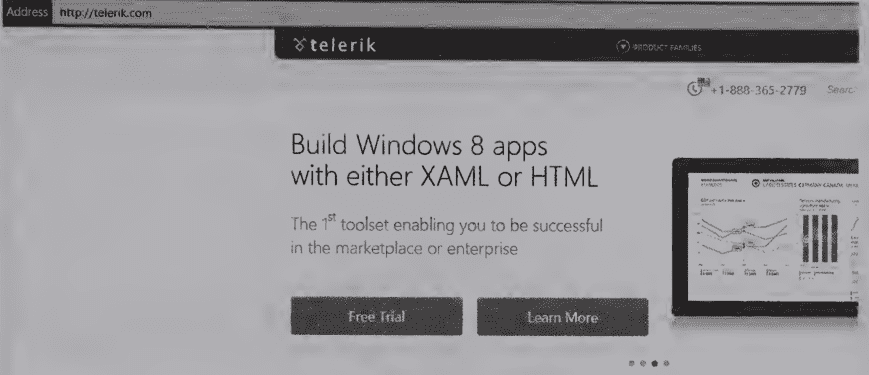 Address http://telerik.com
telerik
PRODUCT FAMILIES
+1-888-365-2779
Build Windows 8 apps
with either XAML or HTML
The 1st toolset enabling you to be successful
in the marketplace or enterprise
Free Trial
Learn More